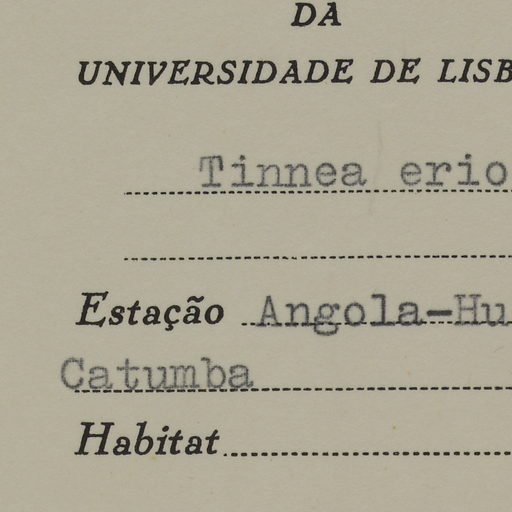 DA
UNIVERSIDADE DE LISB
Tinnea erio
Estação Angola-Hu
Catumba
Habitat